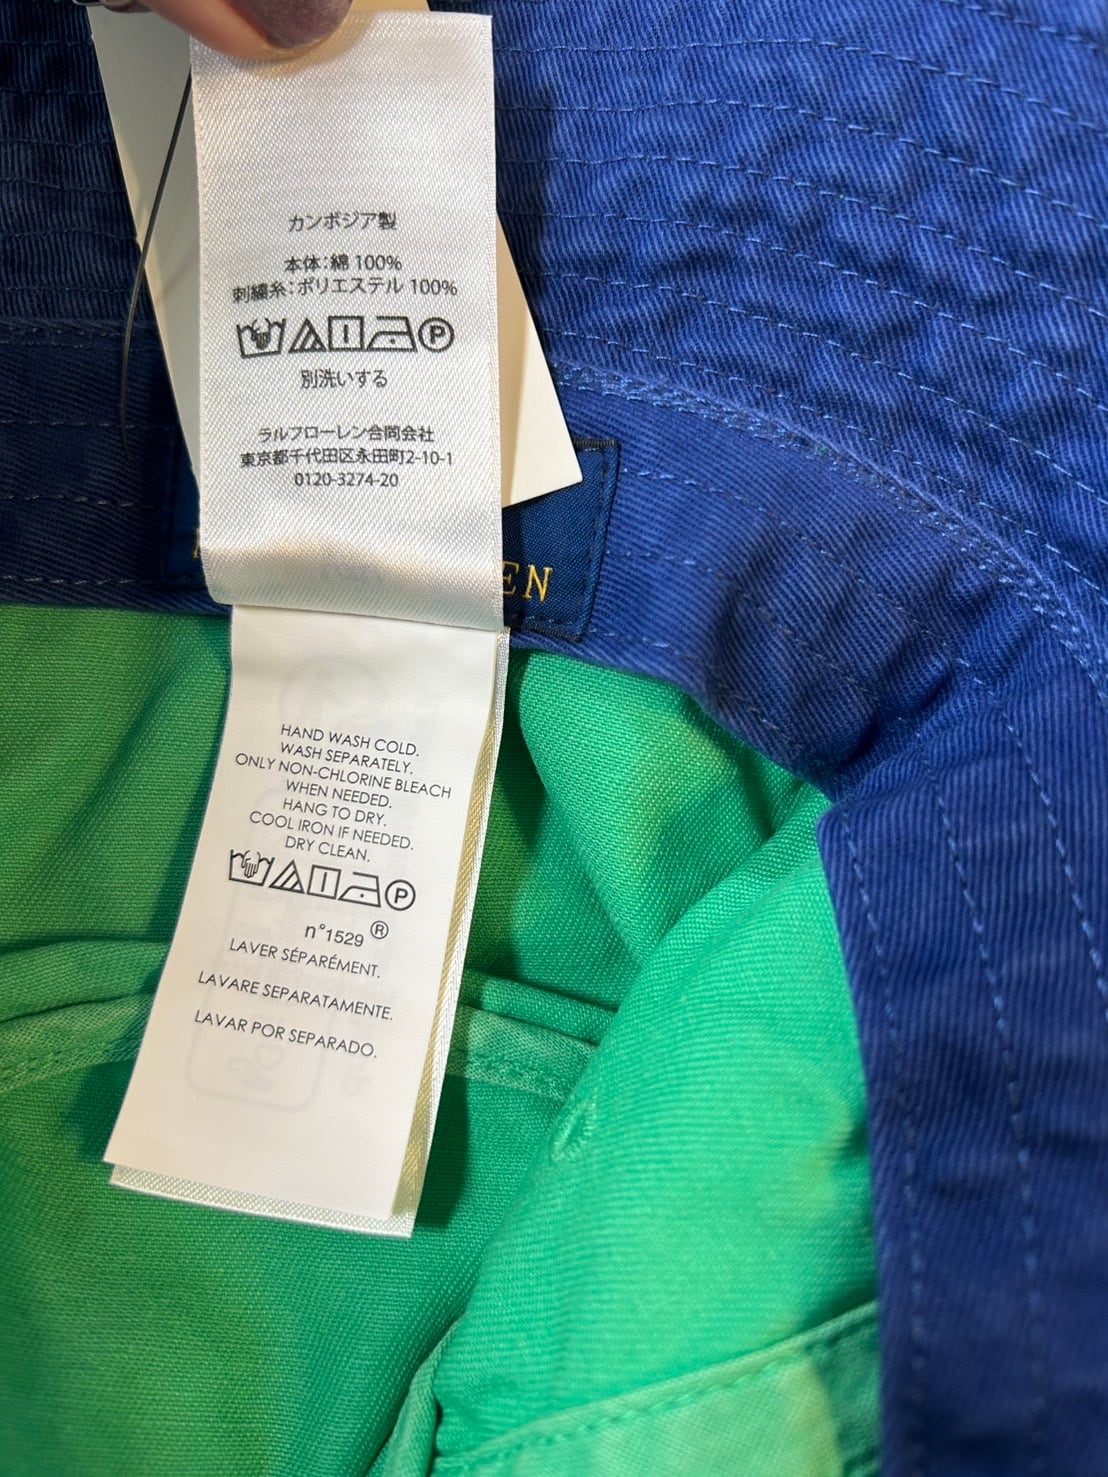 カンボジア製
本体：綿 100%
刺繍糸：ポリエステル 100%
P
別洗いする
ラルフローレン合同会社
東京都千代田区永田町2-10-1
0120-3274-20
EN
HAND WASH COLD.
WASH SEPARATELY.
ONLY NON-CHLORINE BLEACH
WHEN NEEDED.
HANG TO DRY.
COOL IRON IF NEEDED.
DRY CLEAN.
P
n°1529 ®
LAVER SÉPARÉMENT.
LAVARE SEPARATAMENTE.
LAVAR POR SEPARADO.